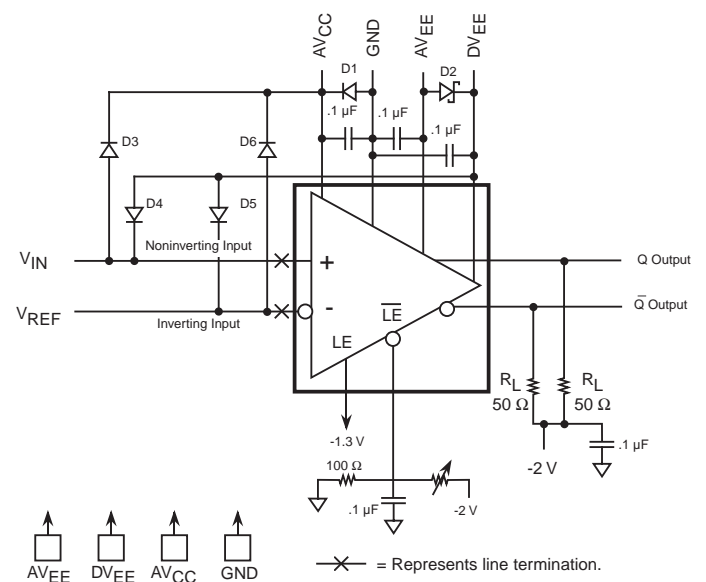 AVCC
GND
AVEE
DVEE
D1
D2
.1 µF
.1 µF
.1 µF
D3
D6
D4
D5
VIN
Noninverting Input
+
Q Output
VREF
Inverting Input
-
LE
L̅E̅
Q̅ Output
RL
50 Ω
RL
50 Ω
-1.3 V
-2 V
.1 µF
100 Ω
.1 µF
-2 V
AVEE
DVEE
AVCC
GND
= Represents line termination.